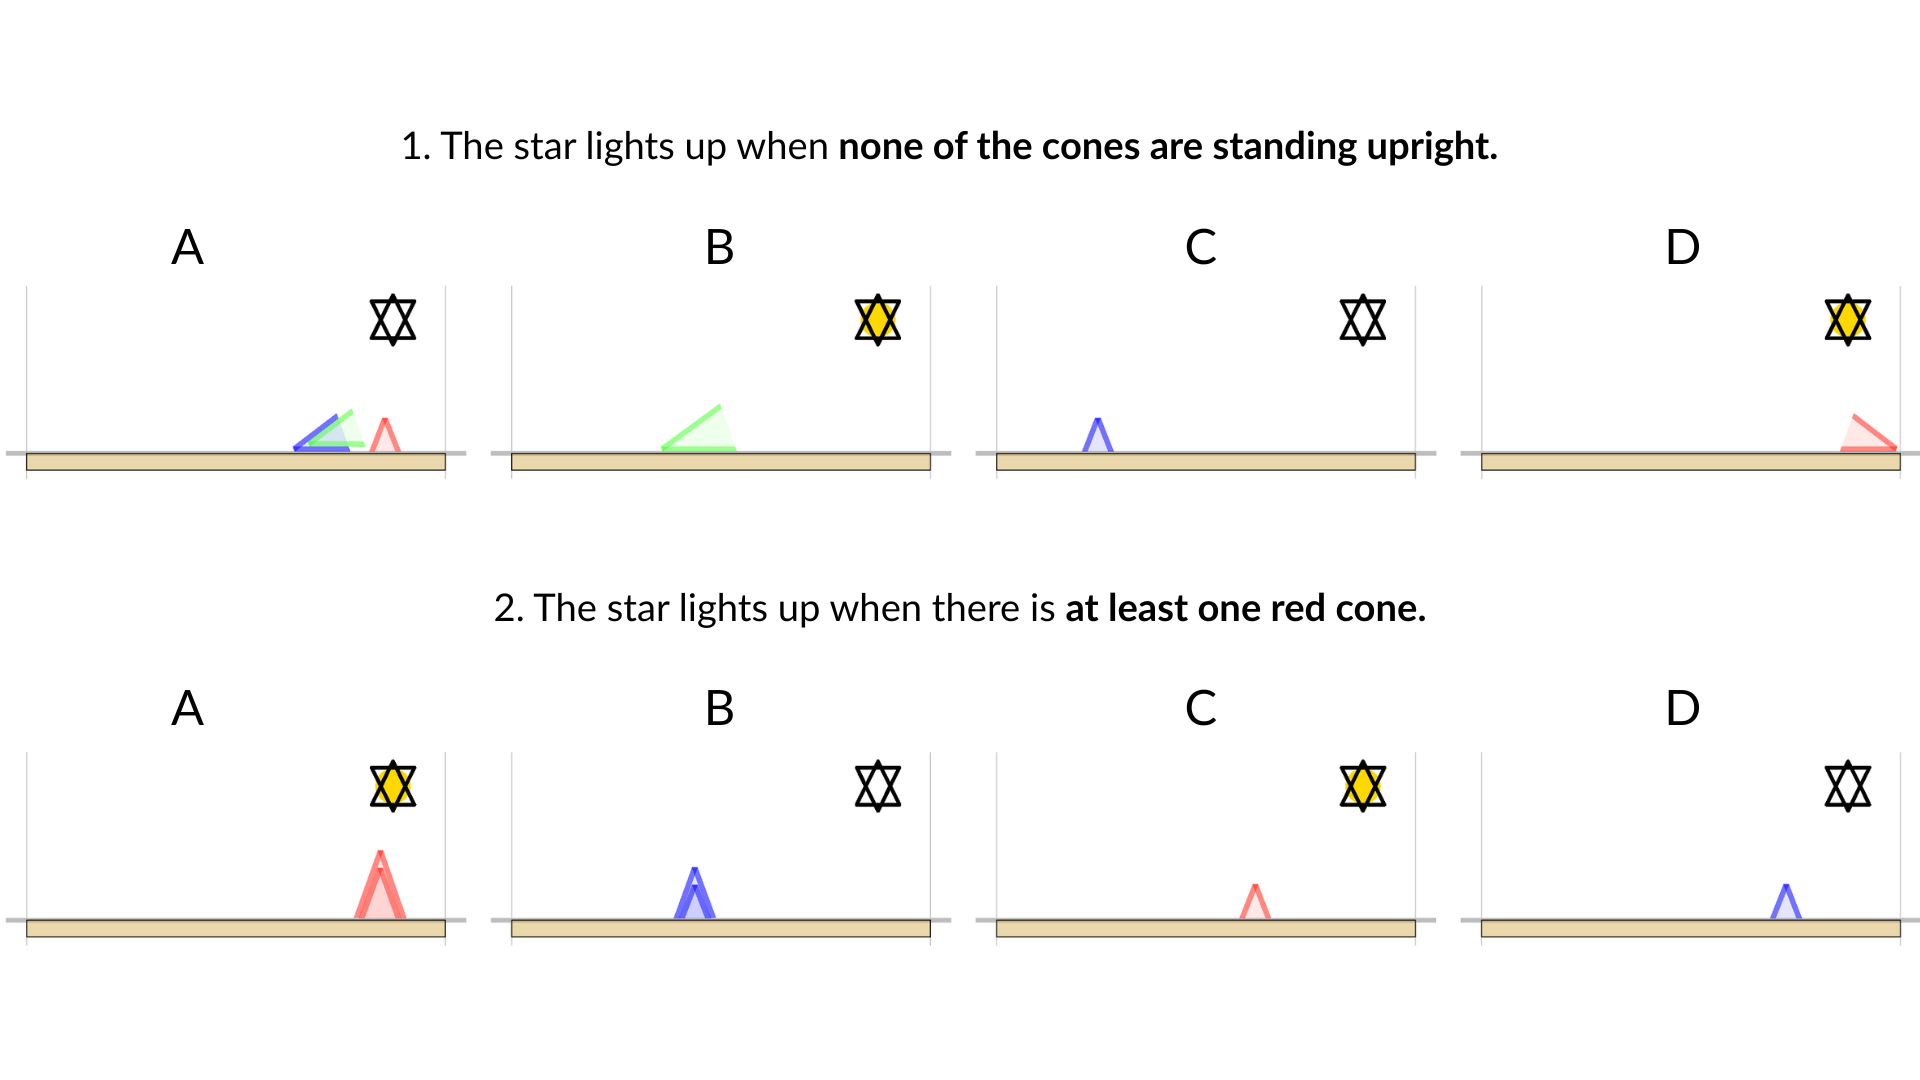 1. The star lights up when none of the cones are standing upright.
A B C D
2. The star lights up when there is at least one red cone.
A B C D